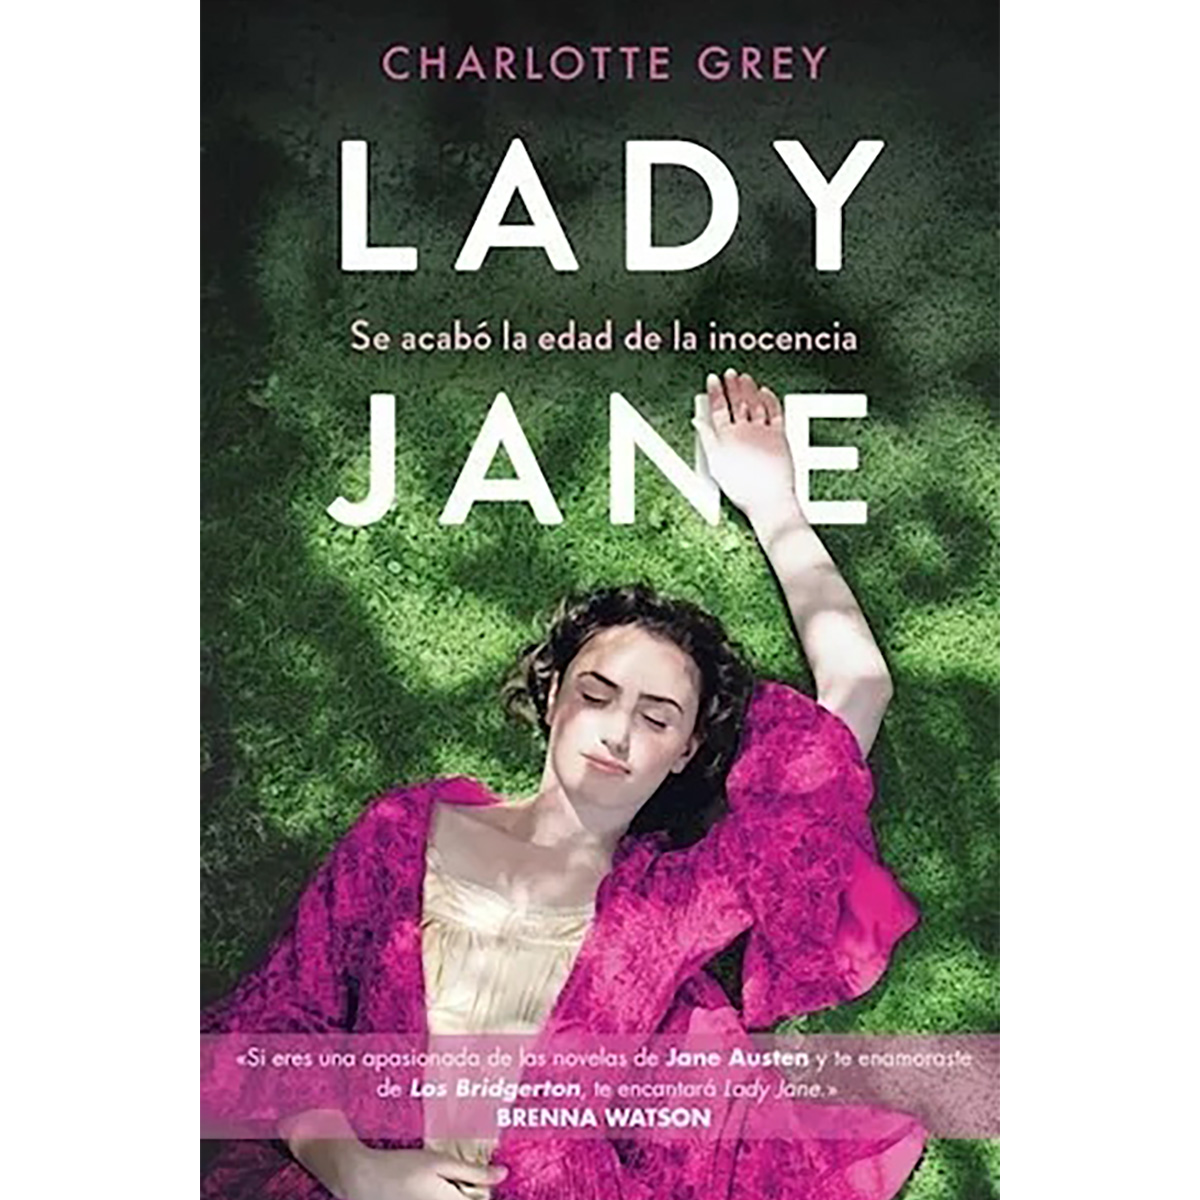 CHARLOTTE GREY
LADY
Se acabó la edad de la inocencia
JANE
«Si eres una apasionada de las novelas de Jane Austen y te enamoraste
de Los Bridgerton, te encantará Lady Jane.»
BRENNA WATSON